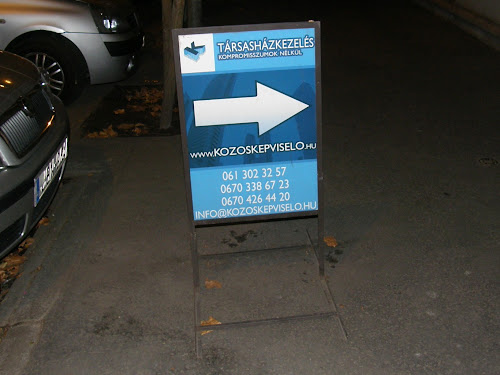 TÁRSASHÁZKEZELÉS
KOMPROMISSZUMOK NÉLKÜL
www.KOZOSKEPVISELO.HU
061 302 32 57
0670 338 67 23
0670 426 44 20
INFO@KOZOSKEPVISELO.HU